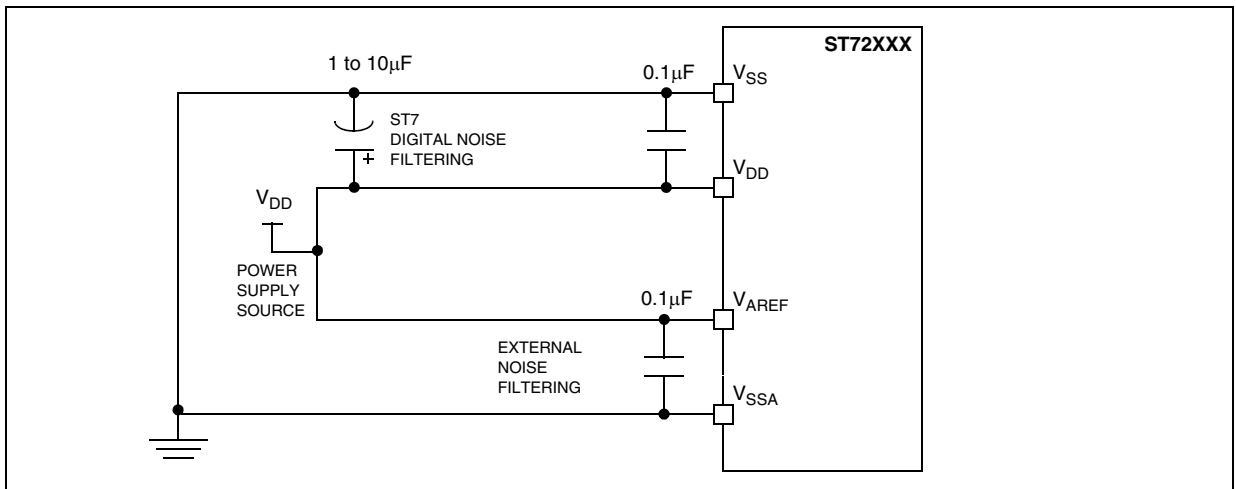 ST72XXX
1 to 10μF
0.1μF
VSS
ST7
DIGITAL NOISE
FILTERING
+
VDD
VDD
POWER
SUPPLY
SOURCE
0.1μF
VAREF
EXTERNAL
NOISE
FILTERING
VSSA